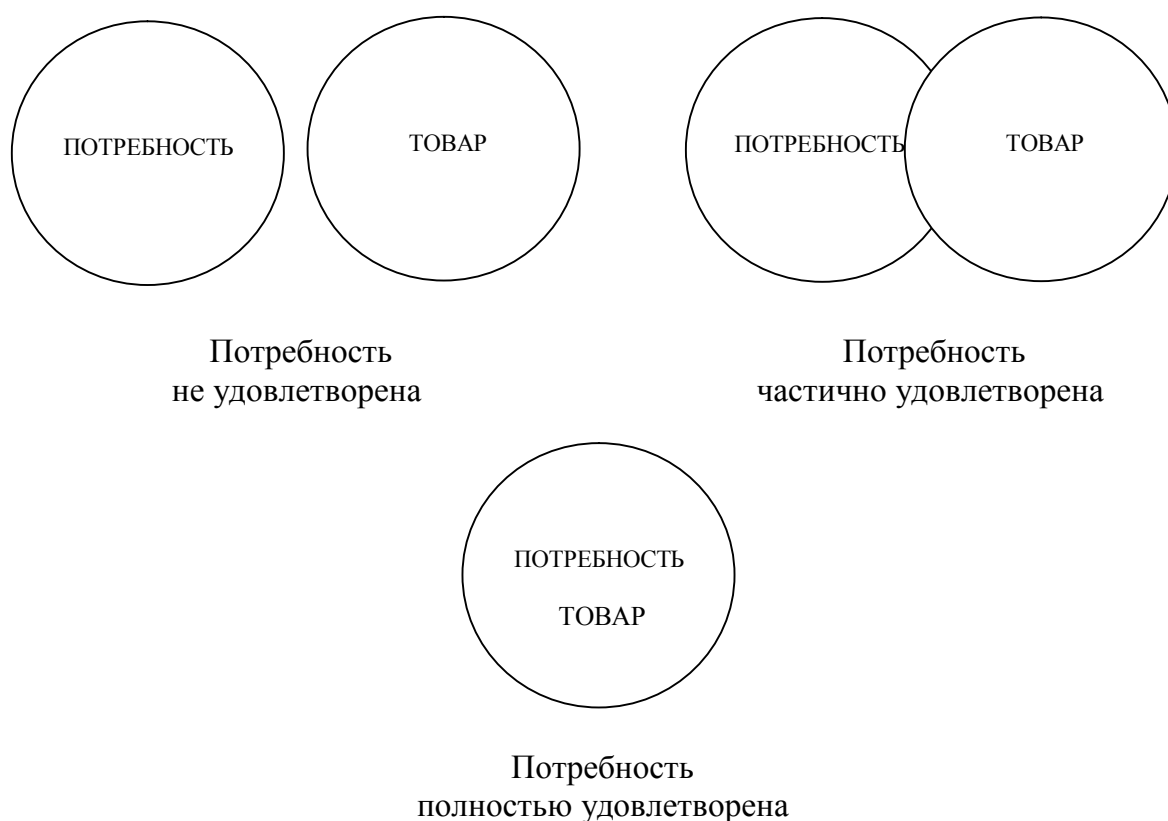 ПОТРЕБНОСТЬ
ТОВАР
ПОТРЕБНОСТЬ
ТОВАР
Потребность
не удовлетворена
Потребность
частично удовлетворена
ПОТРЕБНОСТЬ
ТОВАР
Потребность
полностью удовлетворена